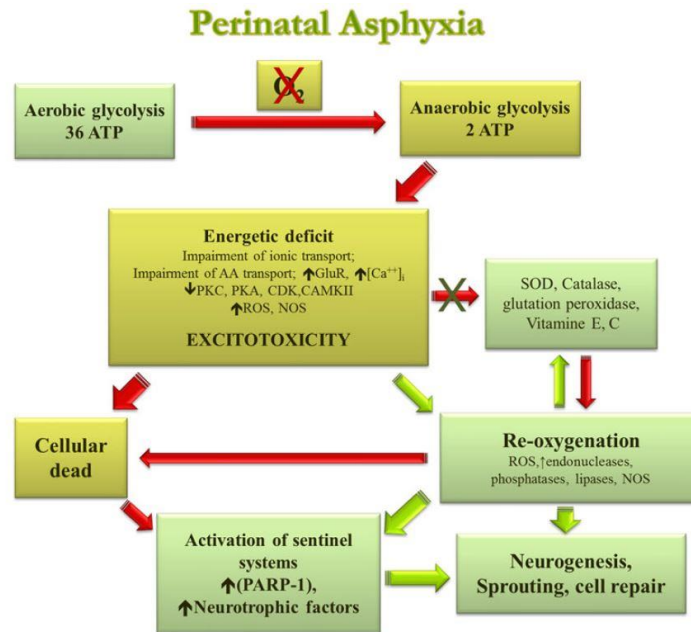 Perinatal Asphyxia
O₂
Aerobic glycolysis
36 ATP
Anaerobic glycolysis
2 ATP
Energetic deficit
Impairment of ionic transport;
Impairment of AA transport; ↑GluR, ↑[Ca⁺⁺]ᵢ
↓PKC, PKA, CDK,CAMKII
↑ROS, NOS
EXCITOTOXICITY
SOD, Catalase,
glutation peroxidase,
Vitamine E, C
Cellular
dead
Re-oxygenation
ROS,↑endonucleases,
phosphatases, lipases, NOS
Activation of sentinel
systems
↑(PARP-1),
↑Neurotrophic factors
Neurogenesis,
Sprouting, cell repair